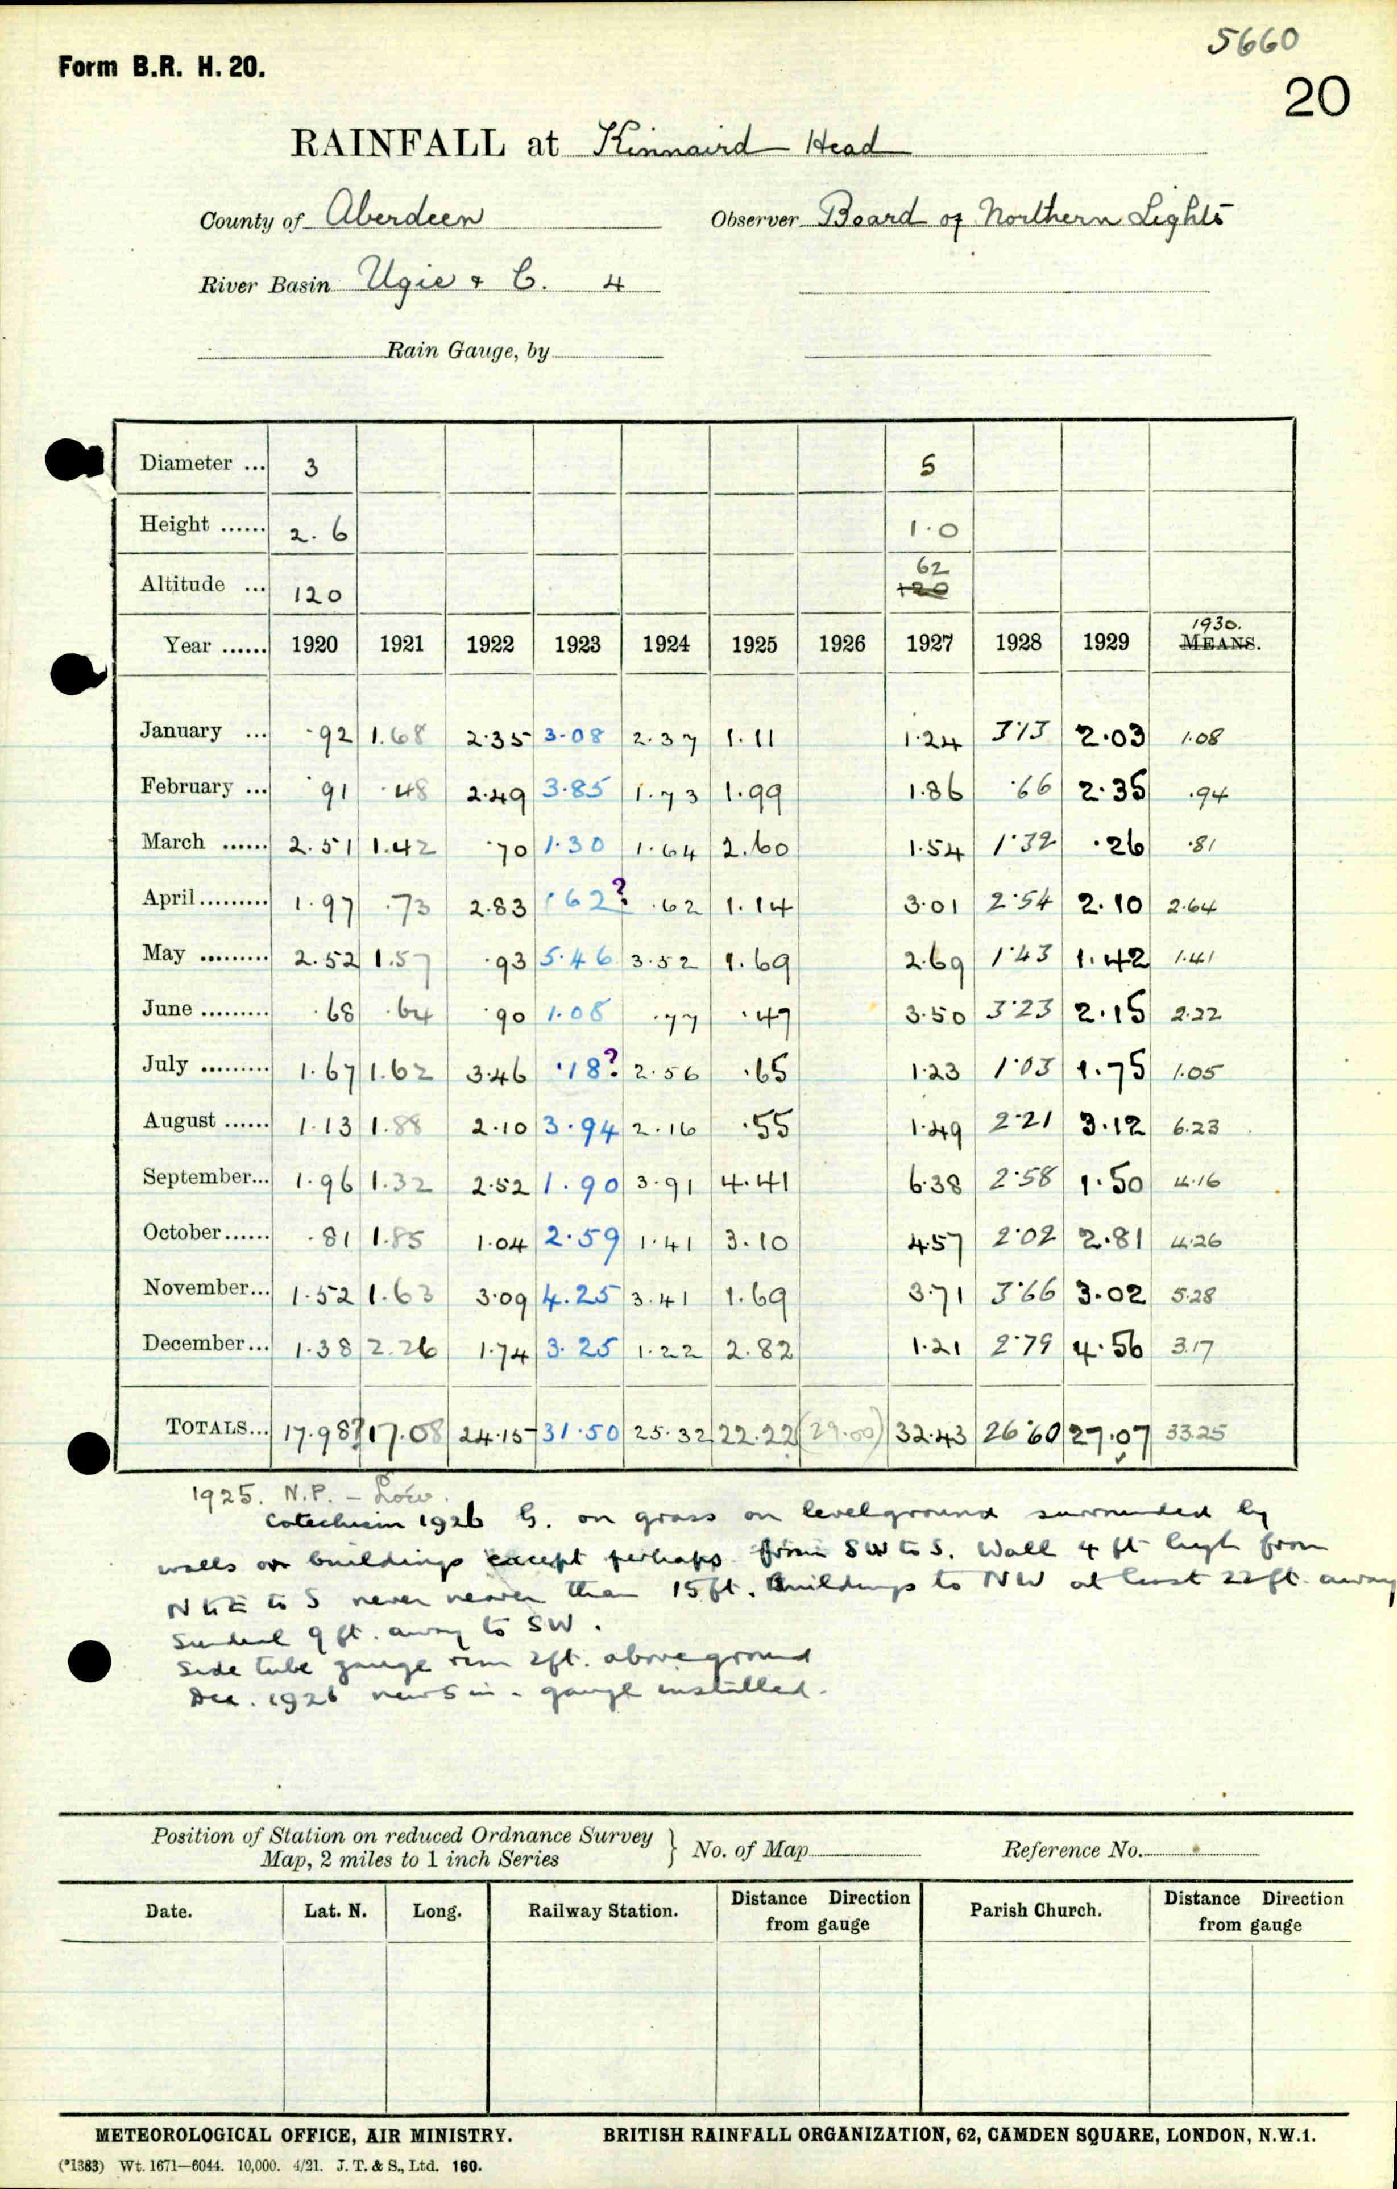 5660
Form B.R. H. 20.
20
RAINFALL at Kinnaird Head
County of Aberdeen Observer Board of Northern Lights
River Basin Ugie & C. 4
Rain Gauge, by
Diameter ... 3 5
Height ...... 2.6 1.0
62
Altitude ... 120 120
1930.
Year ...... 1920 1921 1922 1923 1924 1925 1926 1927 1928 1929 MEANS.
January ... .92 1.68 2.35 3.08 2.37 1.11 1.24 3.13 2.03 1.08
February ... .91 .48 2.49 3.85 1.73 1.99 1.86 .66 2.35 .94
March ...... 2.51 1.42 .70 1.30 1.64 2.60 1.54 1.32 .26 .81
April ......... 1.97 .73 2.83 .62? .62 1.14 3.01 2.54 2.10 2.64
May ......... 2.52 1.57 .93 5.46 3.52 1.69 2.69 1.43 1.42 1.41
June ......... .68 .64 .90 1.08 .77 .47 3.50 3.23 2.15 2.22
July ......... 1.67 1.62 3.46 .18? 2.56 .65 1.23 1.03 1.75 1.05
August ...... 1.13 1.88 2.10 3.94 2.16 .55 1.49 2.21 3.12 6.23
September... 1.96 1.32 2.52 1.90 3.91 4.41 6.38 2.58 1.50 4.16
October...... .81 1.85 1.04 2.59 1.41 3.10 4.57 2.02 2.81 4.26
November... 1.52 1.63 3.09 4.25 3.41 1.69 3.71 3.66 3.02 5.28
December... 1.38 2.26 1.74 3.25 1.22 2.82 1.21 2.79 4.56 3.17
TOTALS... 17.98? 17.08 24.15 31.50 25.32 22.22 (29.00) 32.43 26.60 27.07 33.25
1925. N.P. – Low.
Catechism 1926 G. on grass on level ground surrounded by
walls or buildings except perhaps from SW to S. Wall 4 ft high from
to S never nearer than 15 ft. Buildings to NW at least 22 ft away
Sundial 9 ft. away to SW.
Side tube gauge rim 2ft. above ground
Dec. 1926 new 5 in. gauge installed.
Position of Station on reduced Ordnance Survey
Map, 2 miles to 1 inch Series } No. of Map Reference No.
Date. Lat. N. Long. Railway Station. Distance Direction from gauge Parish Church. Distance Direction from gauge
METEOROLOGICAL OFFICE, AIR MINISTRY. BRITISH RAINFALL ORGANIZATION, 62, CAMDEN SQUARE, LONDON, N.W.1.
(*1383) Wt. 1671—6044. 10,000. 4/21. J. T. & S., Ltd. 160.